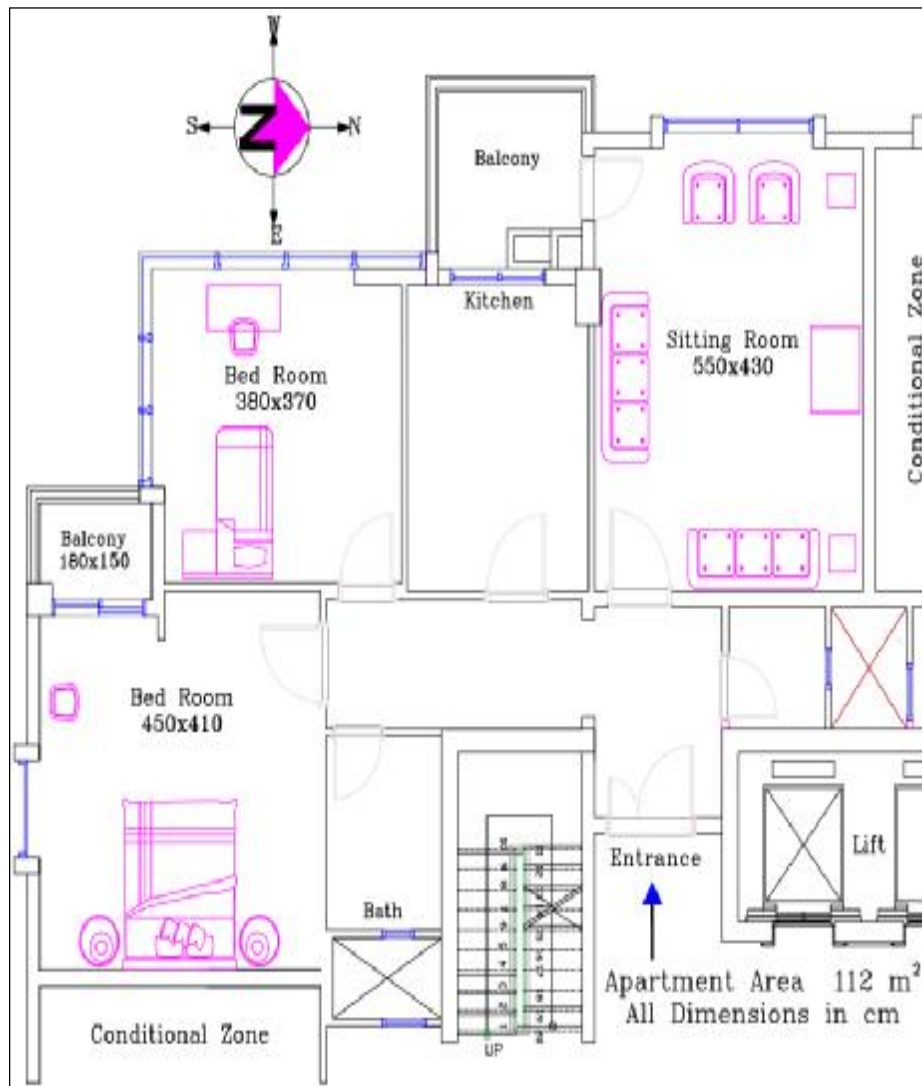 W
S
N
N
E
Balcony
Kitchen
Sitting Room
550x430
Conditional Zone
Bed Room
380x370
Balcony
180x150
Bed Room
450x410
Lift
Entrance
Bath
Apartment Area 112 m²
All Dimensions in cm
Conditional Zone
UP